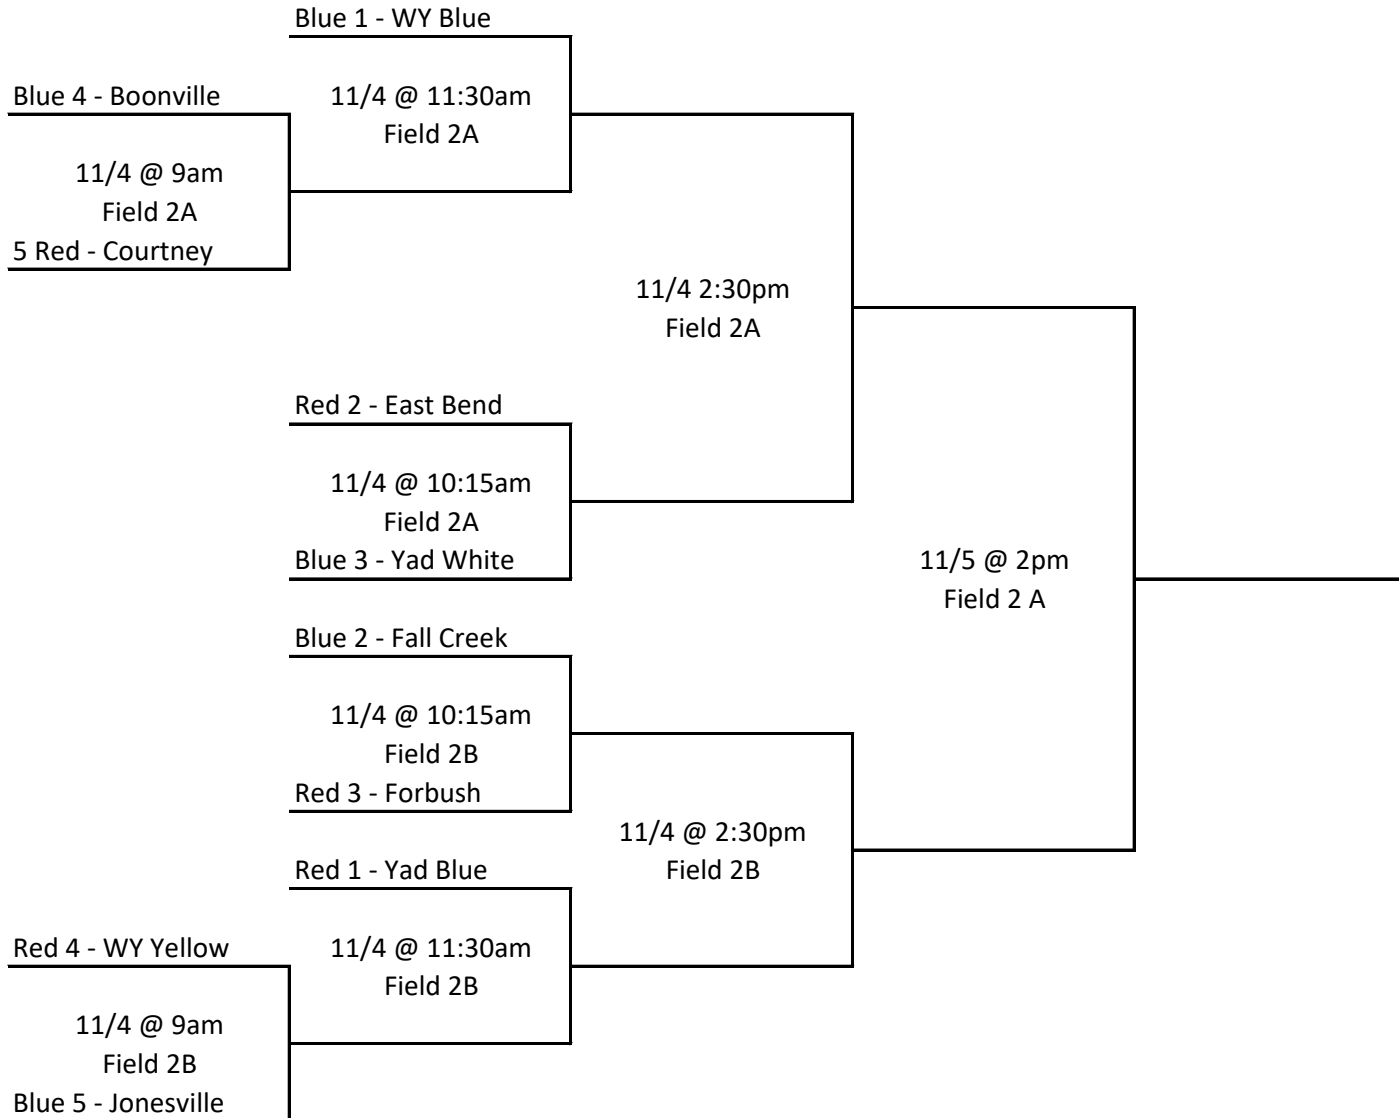 Blue 1 - WY Blue
Blue 4 - Boonville
11/4 @ 11:30am
Field 2A
11/4 @ 9am
Field 2A
5 Red - Courtney
11/4 2:30pm
Field 2A
Red 2 - East Bend
11/4 @ 10:15am
Field 2A
Blue 3 - Yad White
11/5 @ 2pm
Field 2 A
Blue 2 - Fall Creek
11/4 @ 10:15am
Field 2B
Red 3 - Forbush
11/4 @ 2:30pm
Field 2B
Red 1 - Yad Blue
Red 4 - WY Yellow
11/4 @ 11:30am
Field 2B
11/4 @ 9am
Field 2B
Blue 5 - Jonesville